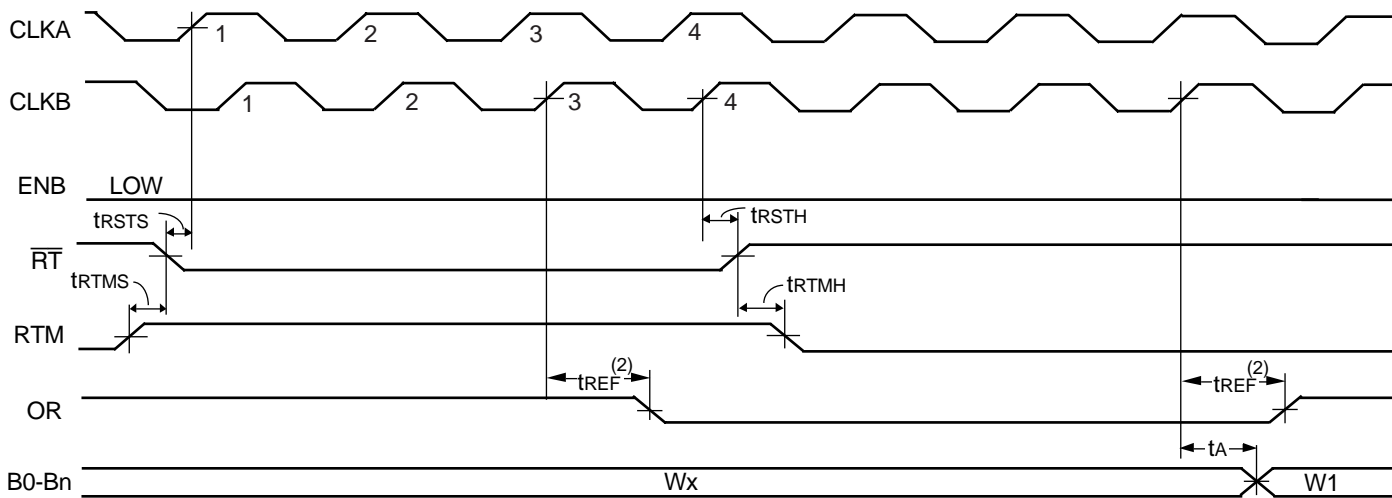 CLKA 1 2 3 4
CLKB 1 2 3 4
ENB LOW
tRSTS tRSTH
RT
tRTMS tRTMH
RTM
tREF(2) tREF(2)
OR
tA
B0-Bn Wx W1